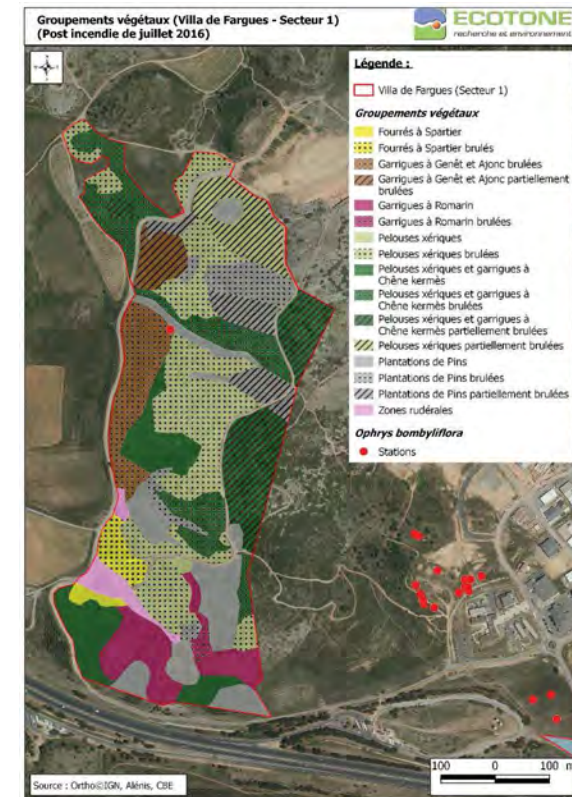 Groupements végétaux (Villa de Fargues - Secteur 1)
(Post incendie de juillet 2016)
ECOTONE
recherche et environnement
Légende :
Villa de Fargues (Secteur 1)
Groupements végétaux
Fourrés à Spartier
Fourrés à Spartier brulés
Garrigues à Genêt et Ajonc brulées
Garrigues à Genêt et Ajonc partiellement
brulées
Garrigues à Romarin
Garrigues à Romarin brulées
Pelouses xériques
Pelouses xériques brulées
Pelouses xériques et garrigues à
Chêne kermès
Pelouses xériques et garrigues à
Chêne kermès brulées
Pelouses xériques et garrigues à
Chêne kermès partiellement brulées
Pelouses xériques partiellement brulées
Plantations de Pins
Plantations de Pins brulées
Plantations de Pins partiellement brulées
Zones rudérales
Ophrys bombyliflora
Stations
100 0 100 m
Source : Ortho©IGN, Alénis, CBE